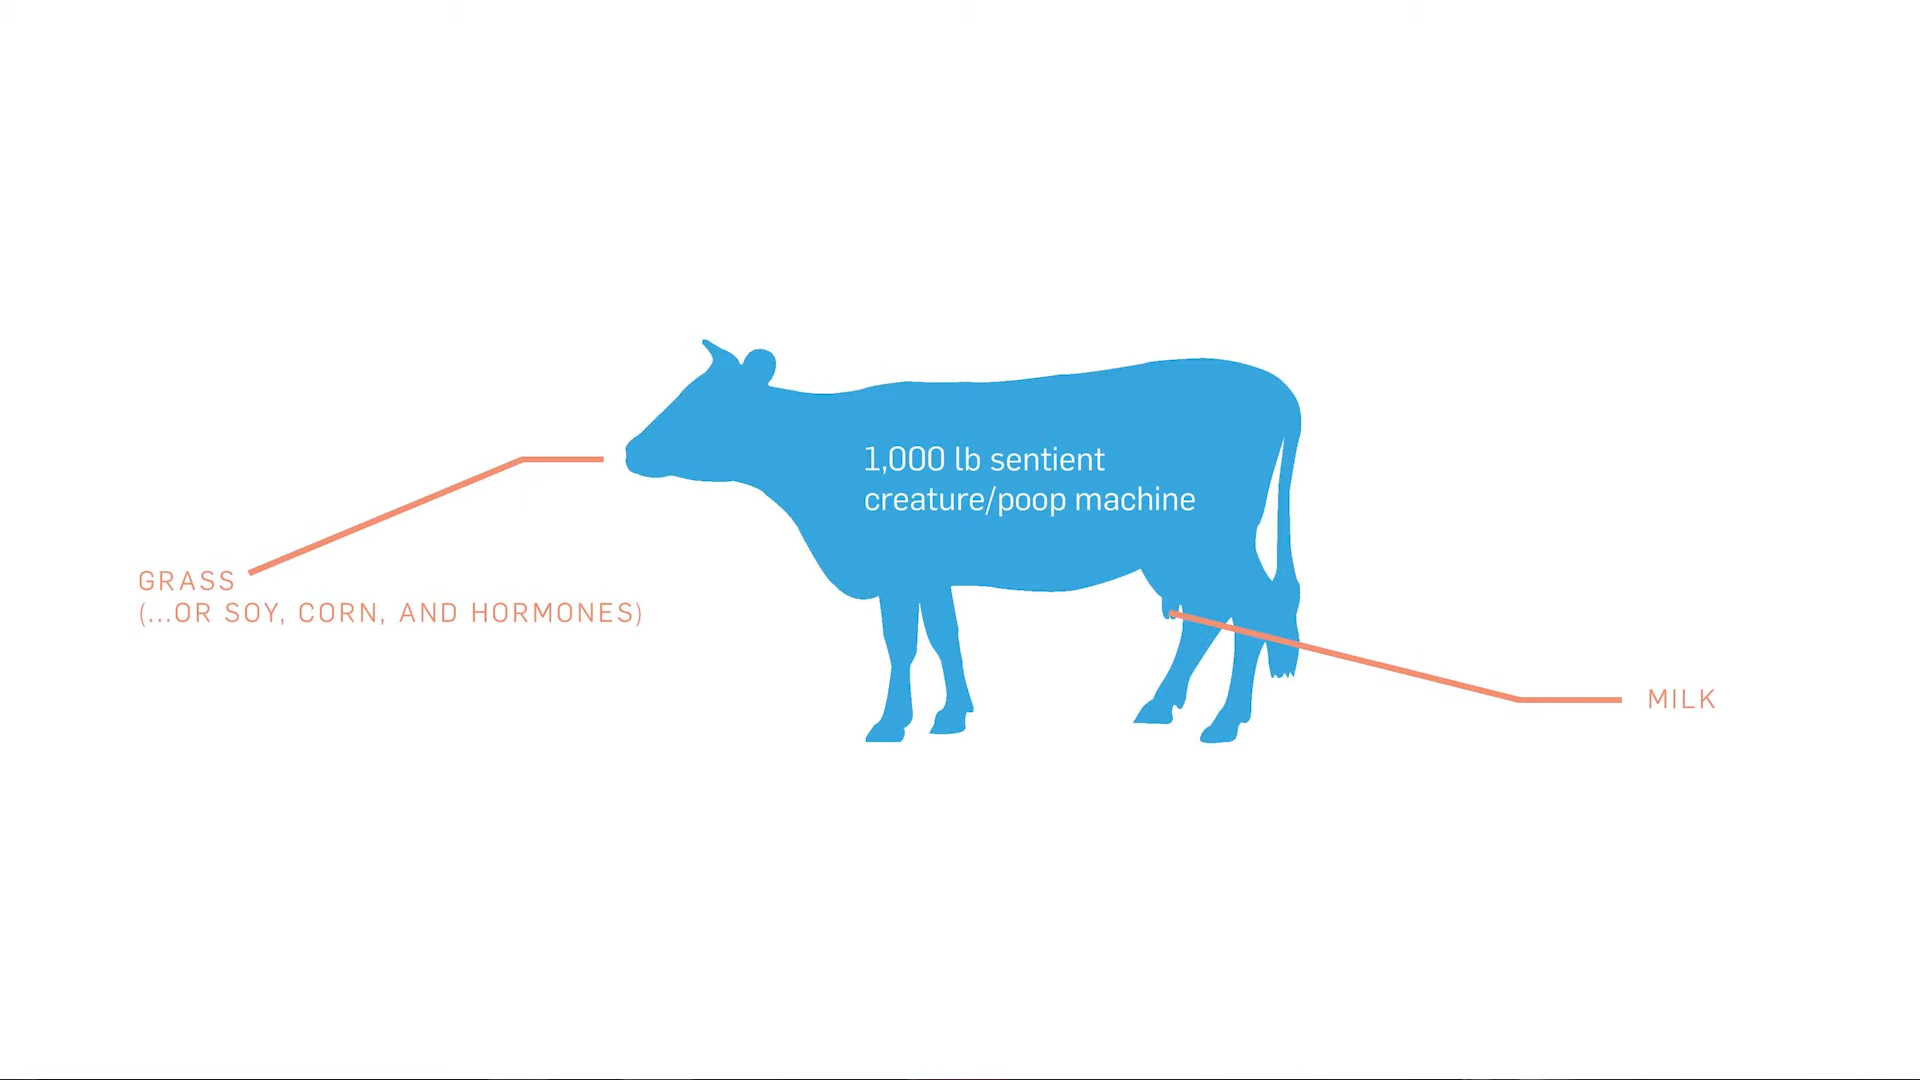 1,000 lb sentient
creature/poop machine
GRASS
(...OR SOY, CORN, AND HORMONES)
MILK